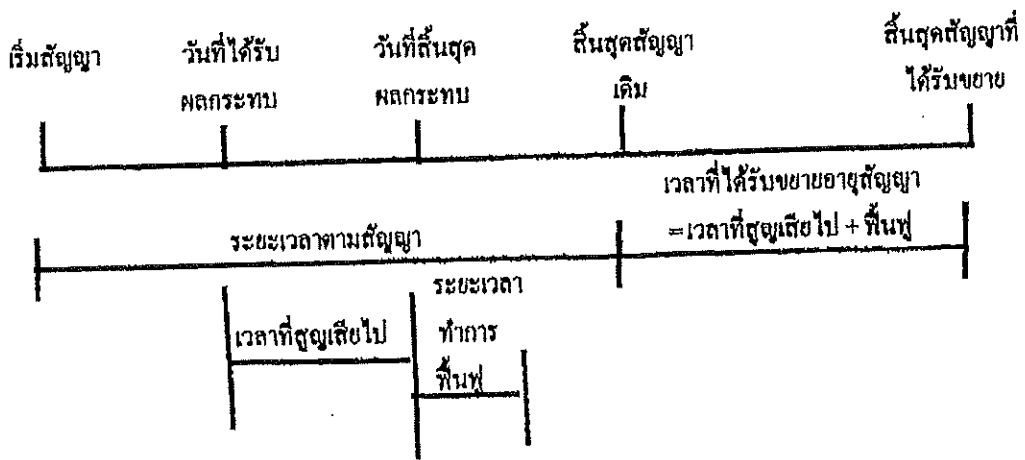 เริ่มสัญญา
วันที่ได้รับ
ผลกระทบ
วันที่สิ้นสุด
ผลกระทบ
สิ้นสุดสัญญา
เดิม
สิ้นสุดสัญญาที่
ได้รับขยาย
เวลาที่ได้รับขยายอายุสัญญา
=เวลาที่สูญเสียไป + ฟื้นฟู
ระยะเวลาตามสัญญา
เวลาที่สูญเสียไป
ระยะเวลา
ทำการ
ฟื้นฟู